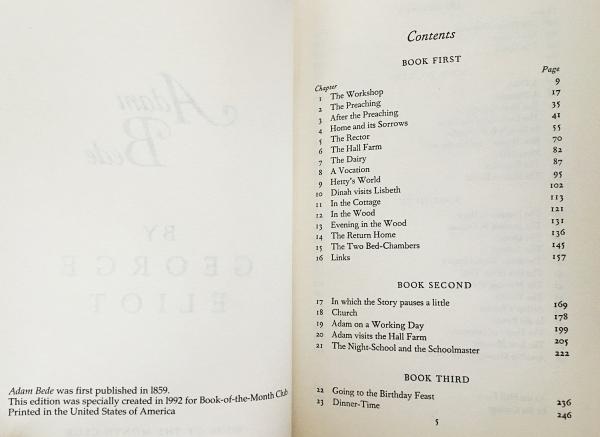 Adam
Bede
BY
GEORGE
ELIOT
Adam Bede was first published in 1859.
This edition was specially created in 1992 for Book-of-the-Month Club
Printed in the United States of America
Contents
BOOK FIRST
Chapter Page
1 The Workshop 9
2 The Preaching 17
3 After the Preaching 35
4 Home and its Sorrows 41
5 The Rector 55
6 The Hall Farm 70
7 The Dairy 82
8 A Vocation 87
9 Hetty's World 95
10 Dinah visits Lisbeth 102
11 In the Cottage 113
12 In the Wood 121
13 Evening in the Wood 131
14 The Return Home 136
15 The Two Bed-Chambers 145
16 Links 157
BOOK SECOND
17 In which the Story pauses a little 169
18 Church 178
19 Adam on a Working Day 199
20 Adam visits the Hall Farm 205
21 The Night-School and the Schoolmaster 222
BOOK THIRD
22 Going to the Birthday Feast 236
23 Dinner-Time 246
5